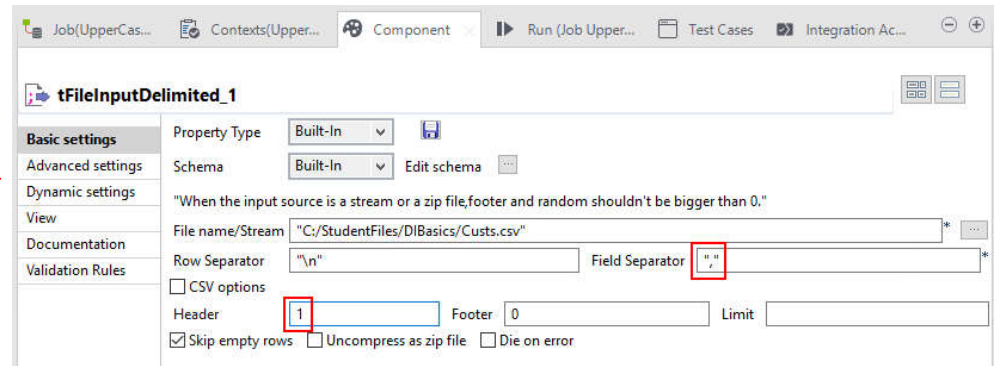 Job(UpperCas... Contexts(Upper... Component Run (Job Upper... Test Cases Integration Ac...
tFileInputDelimited_1
Basic settings
Advanced settings
Dynamic settings
View
Documentation
Validation Rules
Property Type Built-In
Schema Built-In Edit schema ...
"When the input source is a stream or a zip file,footer and random shouldn't be bigger than 0."
File name/Stream "C:/StudentFiles/DIBasics/Custs.csv" * ...
Row Separator "\n" Field Separator "," *
CSV options
Header 1 Footer 0 Limit
Skip empty rows Uncompress as zip file Die on error